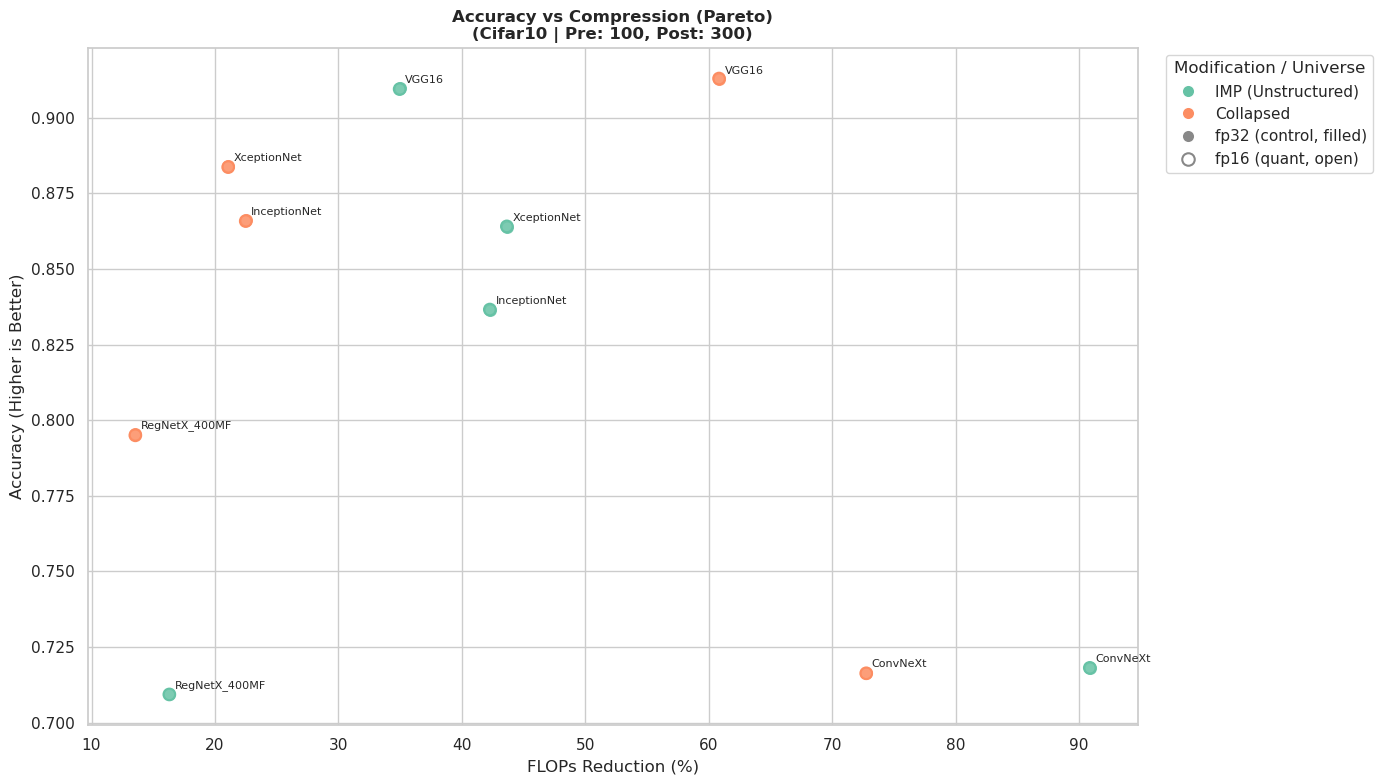 Accuracy vs Compression (Pareto)
(Cifar10 | Pre: 100, Post: 300)
Modification / Universe
IMP (Unstructured)
Collapsed
fp32 (control, filled)
fp16 (quant, open)
Accuracy (Higher is Better)
0.900
0.875
0.850
0.825
0.800
0.775
0.750
0.725
0.700
VGG16
VGG16
XceptionNet
InceptionNet
XceptionNet
InceptionNet
RegNetX_400MF
ConvNeXt
ConvNeXt
RegNetX_400MF
10 20 30 40 50 60 70 80 90
FLOPs Reduction (%)